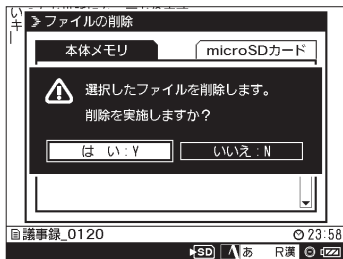 ファイルの削除
本体メモリ
microSDカード
選択したファイルを削除します。
削除を実施しますか？
は い:Y
いいえ:N
議事録_0120
23:58
SD
あ
R漢